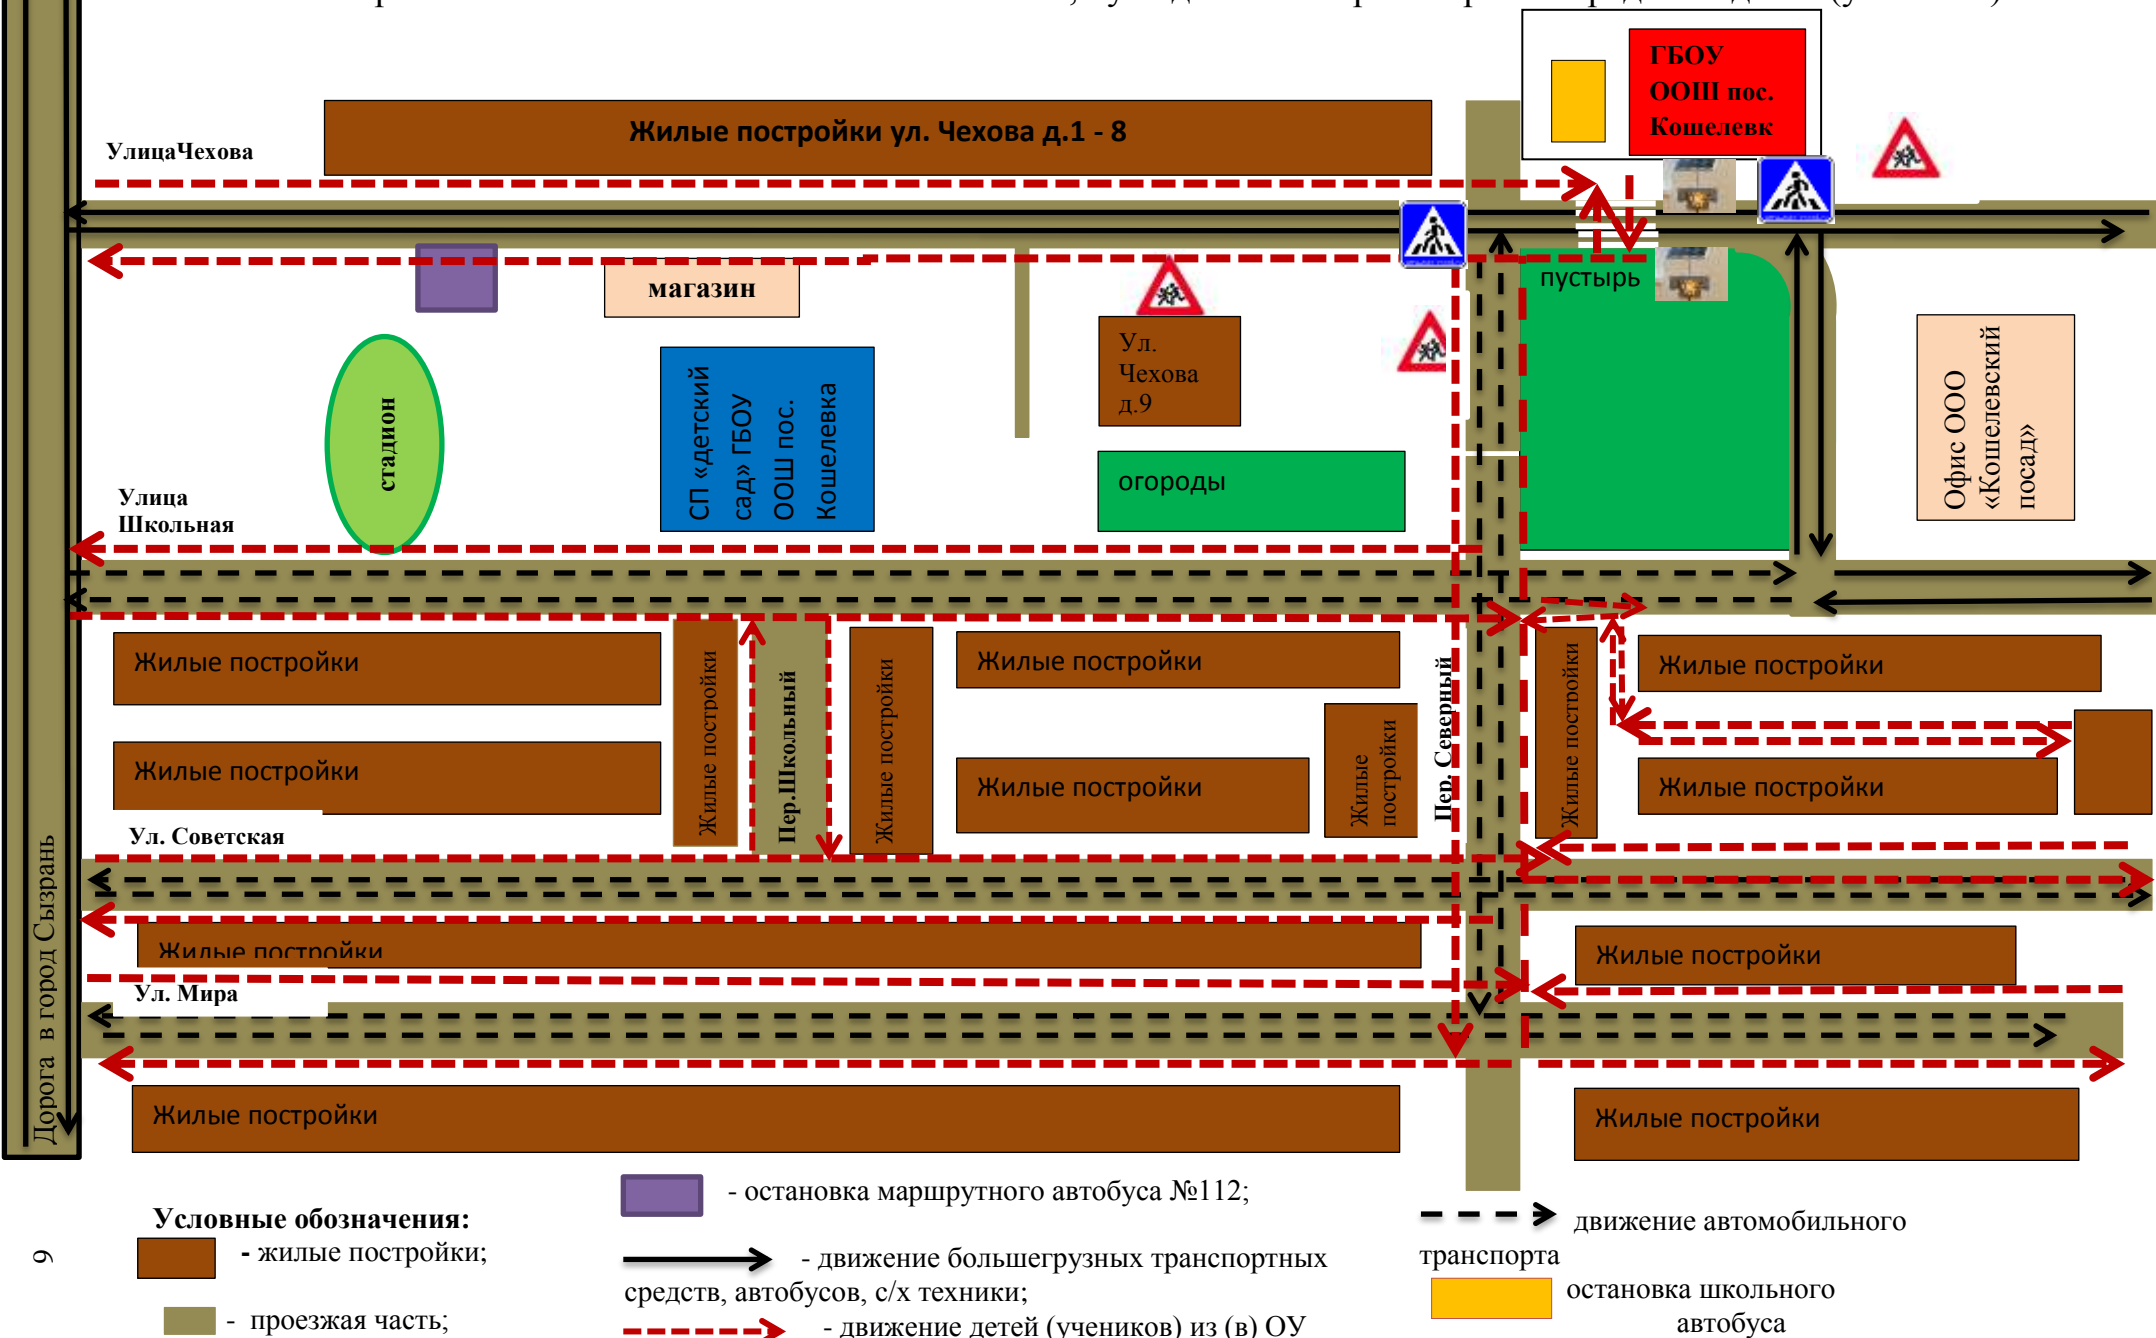 ГБОУ
ООШ пос.
Кошелевк
Жилые постройки ул. Чехова д.1 - 8
УлицаЧехова
магазин
пустырь
Ул.
Чехова
д.9
стадион
СП «детский
сад» ГБОУ
ООШ пос.
Кошелевка
огороды
Офис ООО
«Кошелевский
посад»
Улица
Школьная
Жилые постройки
Жилые постройки
Пер.Школьный
Жилые постройки
Жилые постройки
Пер. Северный
Жилые постройки
Жилые постройки
Жилые постройки
Жилые постройки
Жилые
постройки
Жилые постройки
Ул. Советская
Дорога в город Сызрань
Жилые постройки
Жилые постройки
Ул. Мира
Жилые постройки
Жилые постройки
- остановка маршрутного автобуса №112;
Условные обозначения:
- жилые постройки;
- проезжая часть;
- движение большегрузных транспортных
средств, автобусов, с/х техники;
- движение детей (учеников) из (в) ОУ
движение автомобильного
транспорта
остановка школьного
автобуса
9